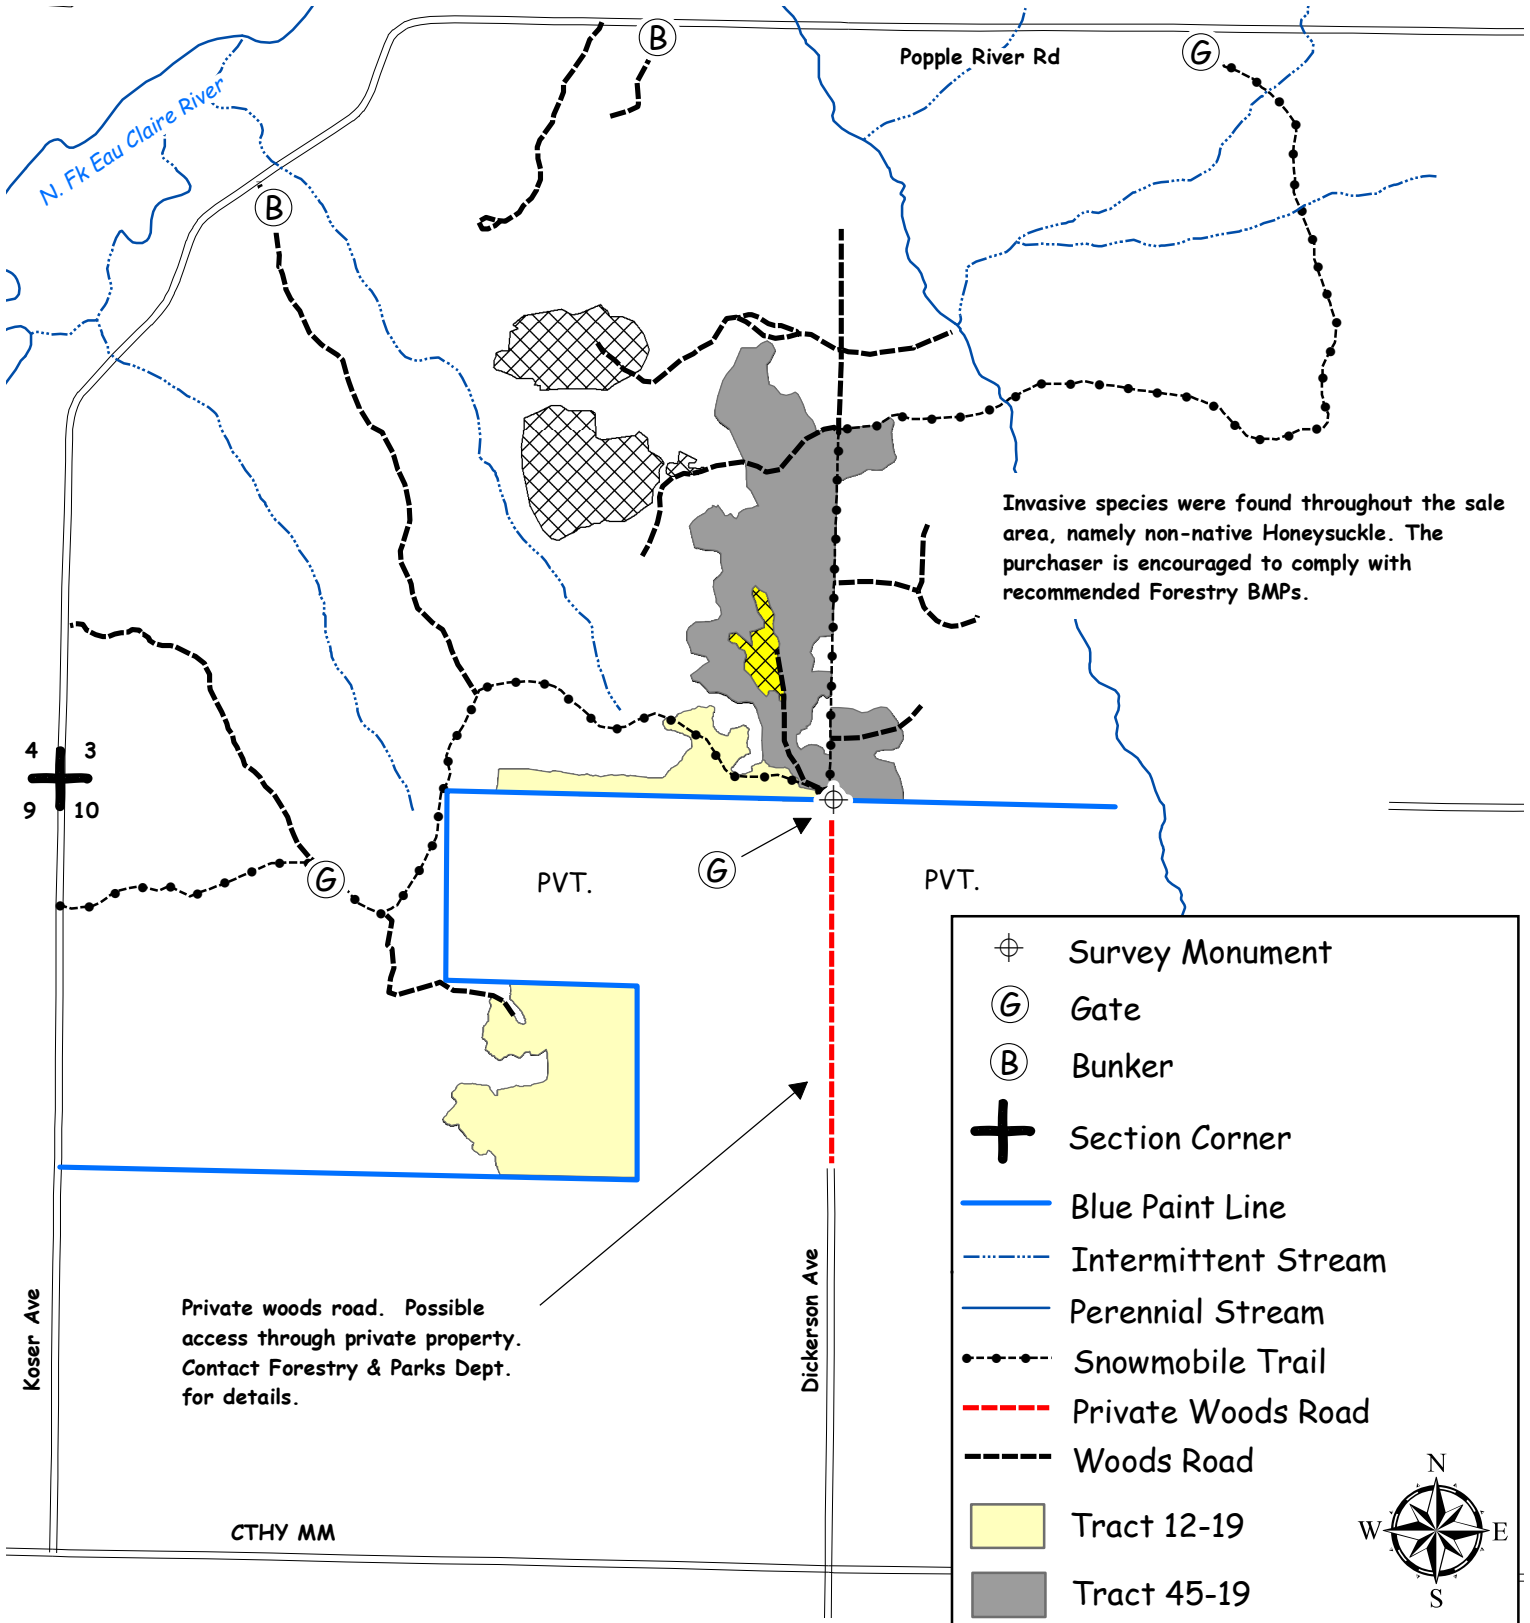 B
Popple River Rd
G
N. Fk Eau Claire River
B
Invasive species were found throughout the sale
area, namely non-native Honeysuckle. The
purchaser is encouraged to comply with
recommended Forestry BMPs.
4 3
9 10
G
G
PVT.
PVT.
Survey Monument
G Gate
B Bunker
Section Corner
Blue Paint Line
Intermittent Stream
Perennial Stream
Snowmobile Trail
Private Woods Road
Woods Road
Tract 12-19
Tract 45-19
N
W E
S
Koser Ave
Private woods road. Possible
access through private property.
Contact Forestry & Parks Dept.
for details.
Dickerson Ave
CTHY MM